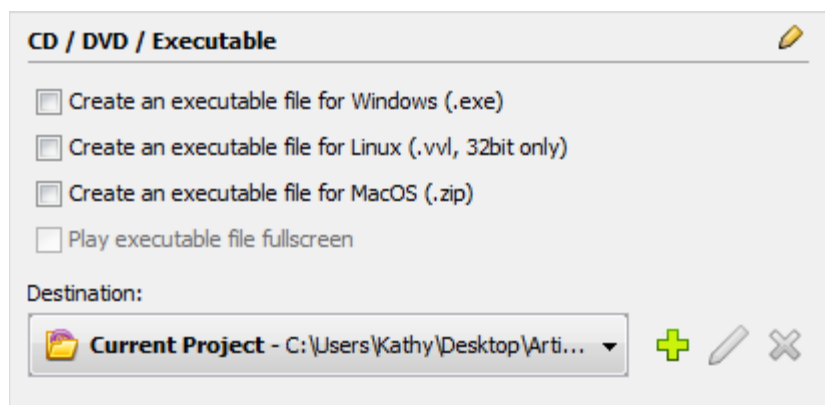 CD / DVD / Executable
Create an executable file for Windows (.exe)
Create an executable file for Linux (.vvl, 32bit only)
Create an executable file for MacOS (.zip)
Play executable file fullscreen
Destination:
Current Project - C:\Users\Kathy\Desktop\Arti...